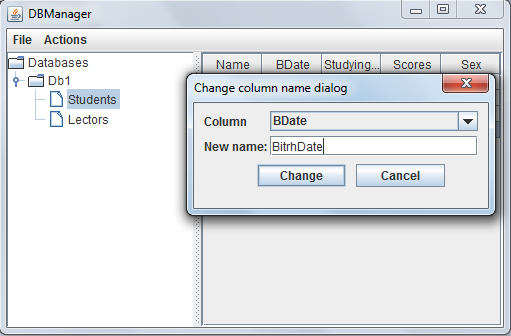 DBManager
File Actions
Databases
Db1
Students
Lectors
Name BDate Studying... Scores Sex
Change column name dialog
Column BDate
New name: BitrhDate
Change Cancel